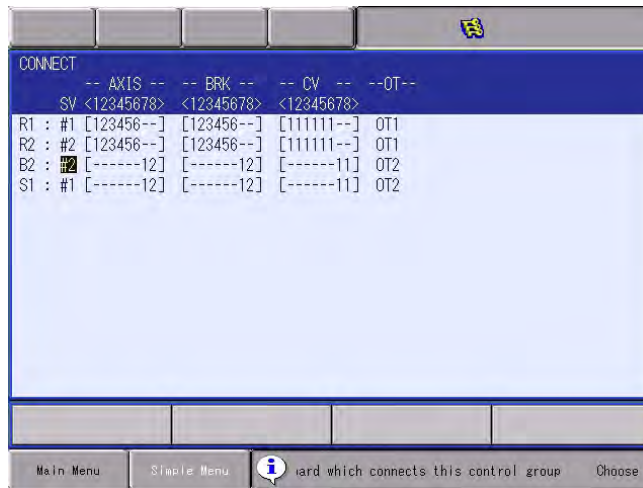 CONNECT
-- AXIS -- -- BRK -- -- CV -- --OT--
SV <12345678> <12345678> <12345678>
R1 : #1 [123456--] [123456--] [111111--] OT1
R2 : #2 [123456--] [123456--] [111111--] OT1
B2 : #2 [------12] [------12] [------11] OT2
S1 : #1 [------12] [------12] [------11] OT2
Main Menu Simple Menu which connects this control group Choose